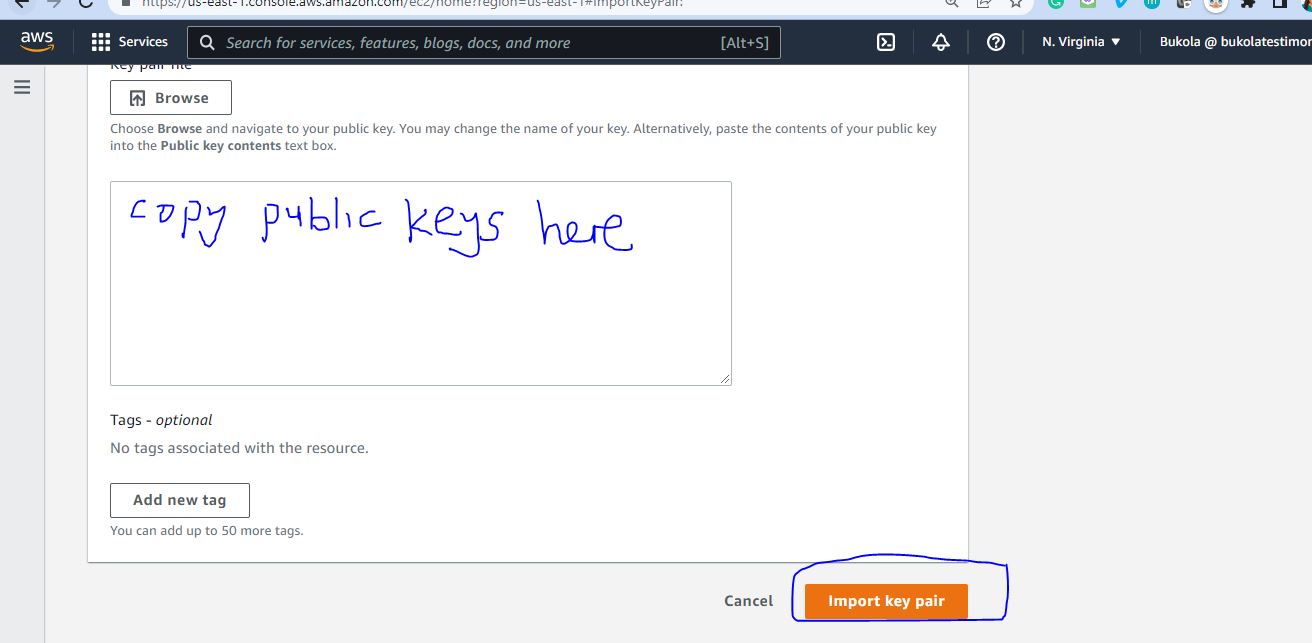 https://us-east-1.console.aws.amazon.com/ec2/home?region=us-east-1#ImportKeyPair:
aws Services Search for services, features, blogs, docs, and more [Alt+S] N. Virginia Bukola @ bukolatestimor
Key pair file
Browse
Choose Browse and navigate to your public key. You may change the name of your key. Alternatively, paste the contents of your public key
into the Public key contents text box.
copy public keys here
Tags - optional
No tags associated with the resource.
Add new tag
You can add up to 50 more tags.
Cancel Import key pair